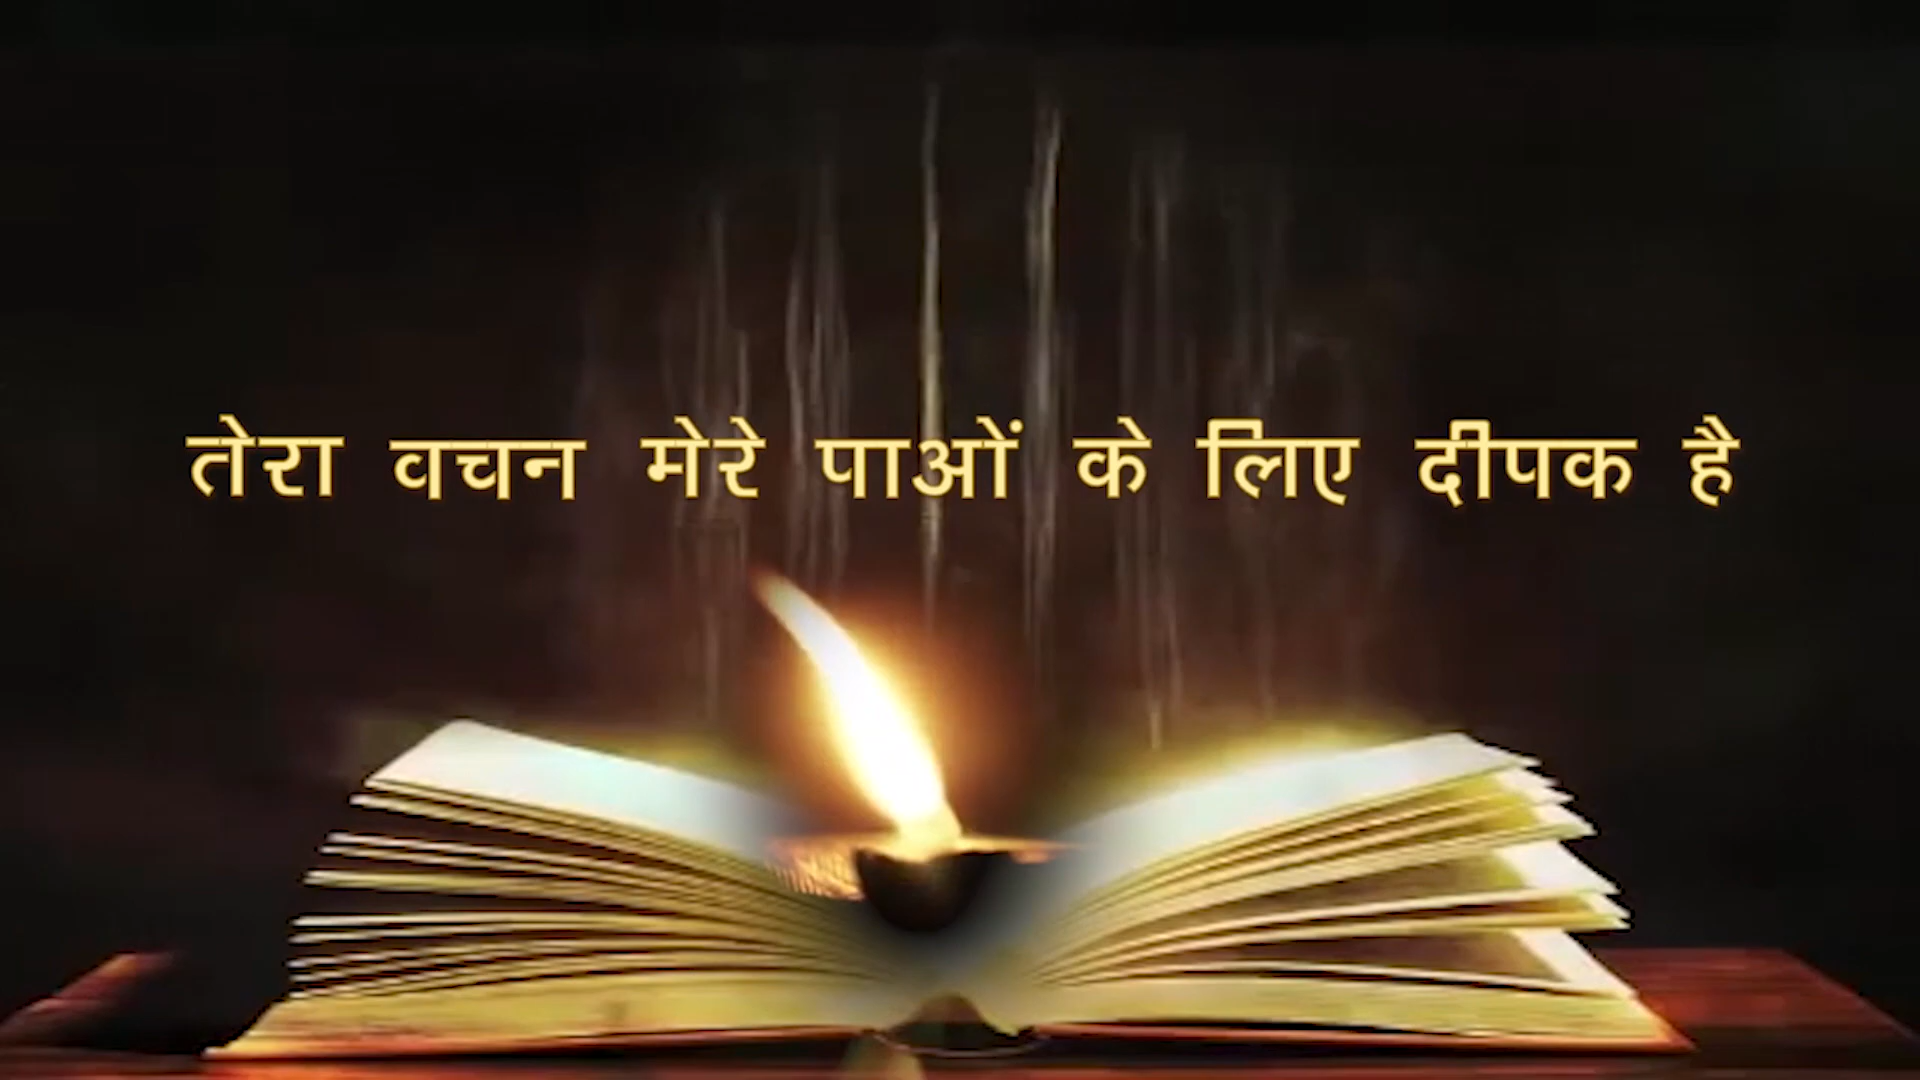 तेरा वचन मेरे पाओं के लिए दीपक है